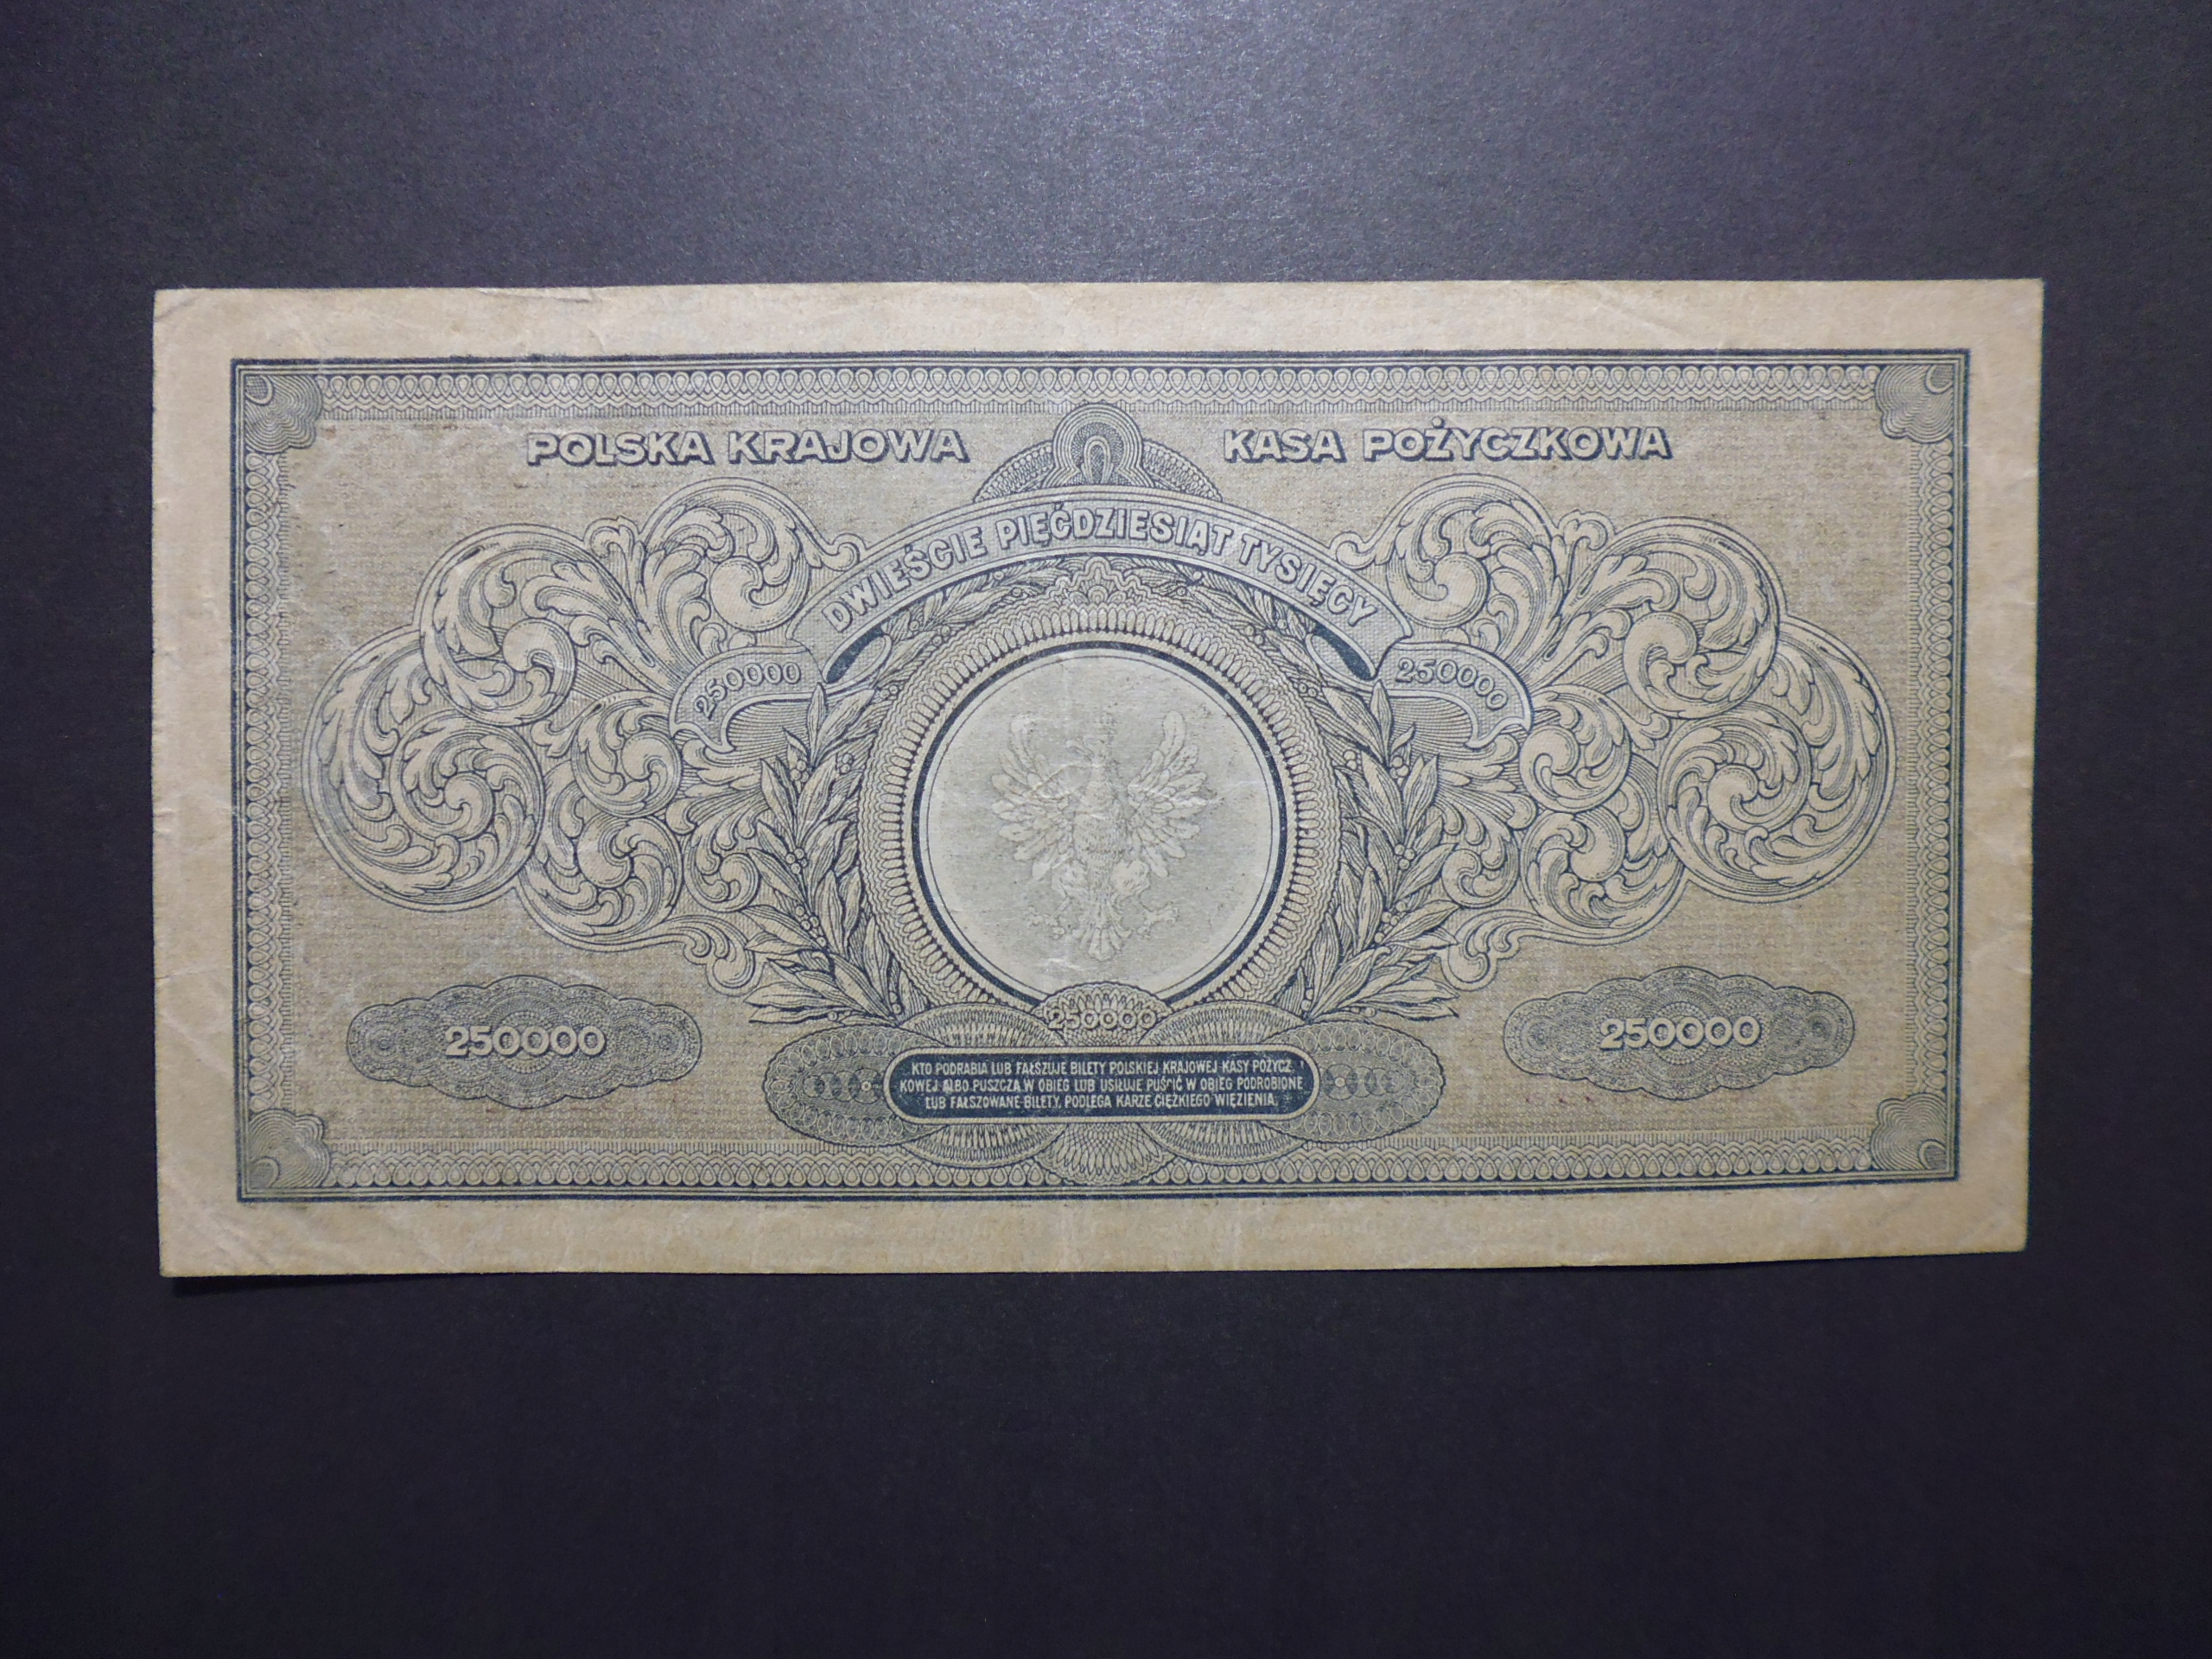 POLSKA KRAJOWA KASA POŻYCZKOWA
DWIEŚCIE PIĘĆDZIESIĄT TYSIĘCY
250000 250000
250000
250000 250000
KTO PODRABIA LUB FAŁSZUJE BILETY POLSKIEJ KRAJOWEJ KASY POŻYCZ
KOWEJ ALBO PUSZCZA W OBIEG LUB USIŁUJE PUŚCIĆ W OBIEG PODROBIONE
LUB FAŁSZOWANE BILETY, PODLEGA KARZE CIĘŻKIEGO WIĘZIENIA.